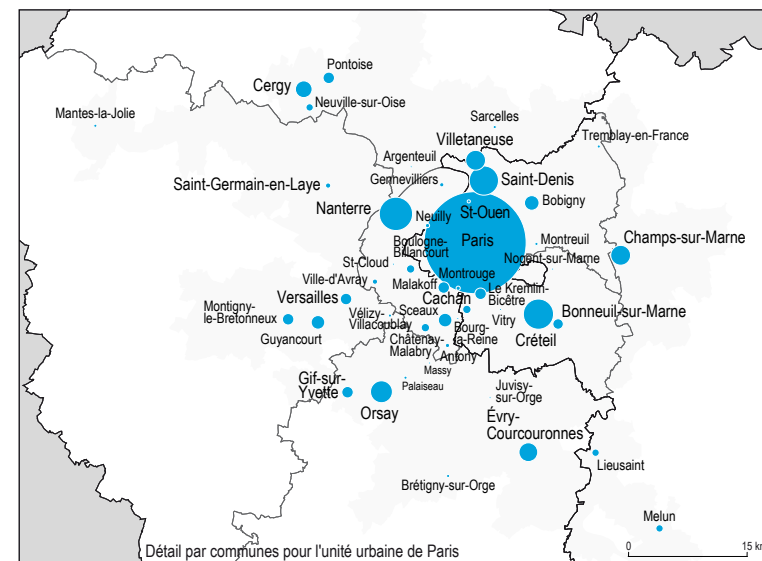 Pontoise
Cergy
Neuville-sur-Oise
Mantes-la-Jolie
Sarcelles
Villetaneuse
Tremblay-en-France
Argenteuil
Gennevilliers
Saint-Denis
Saint-Germain-en-Laye
Bobigny
Nanterre
Neuilly
St-Ouen
Paris
Montreuil
Champs-sur-Marne
Boulogne-
Billancourt
Nogent-sur-Marne
St-Cloud
Montrouge
Ville-d'Avray
Malakoff
Le Kremlin-
Bicêtre
Versailles
Cachan
Montigny-
le-Bretonneux
Vélizy-
Villacoublay
Sceaux
Vitry
Bonneuil-sur-Marne
Guyancourt
Châtenay-
Malabry
Bourg-
la-Reine
Créteil
Antony
Massy
Gif-sur-
Yvette
Palaiseau
Juvisy-
sur-Orge
Orsay
Évry-
Courcouronnes
Lieusaint
Brétigny-sur-Orge
Melun
Détail par communes pour l'unité urbaine de Paris
0 15 km